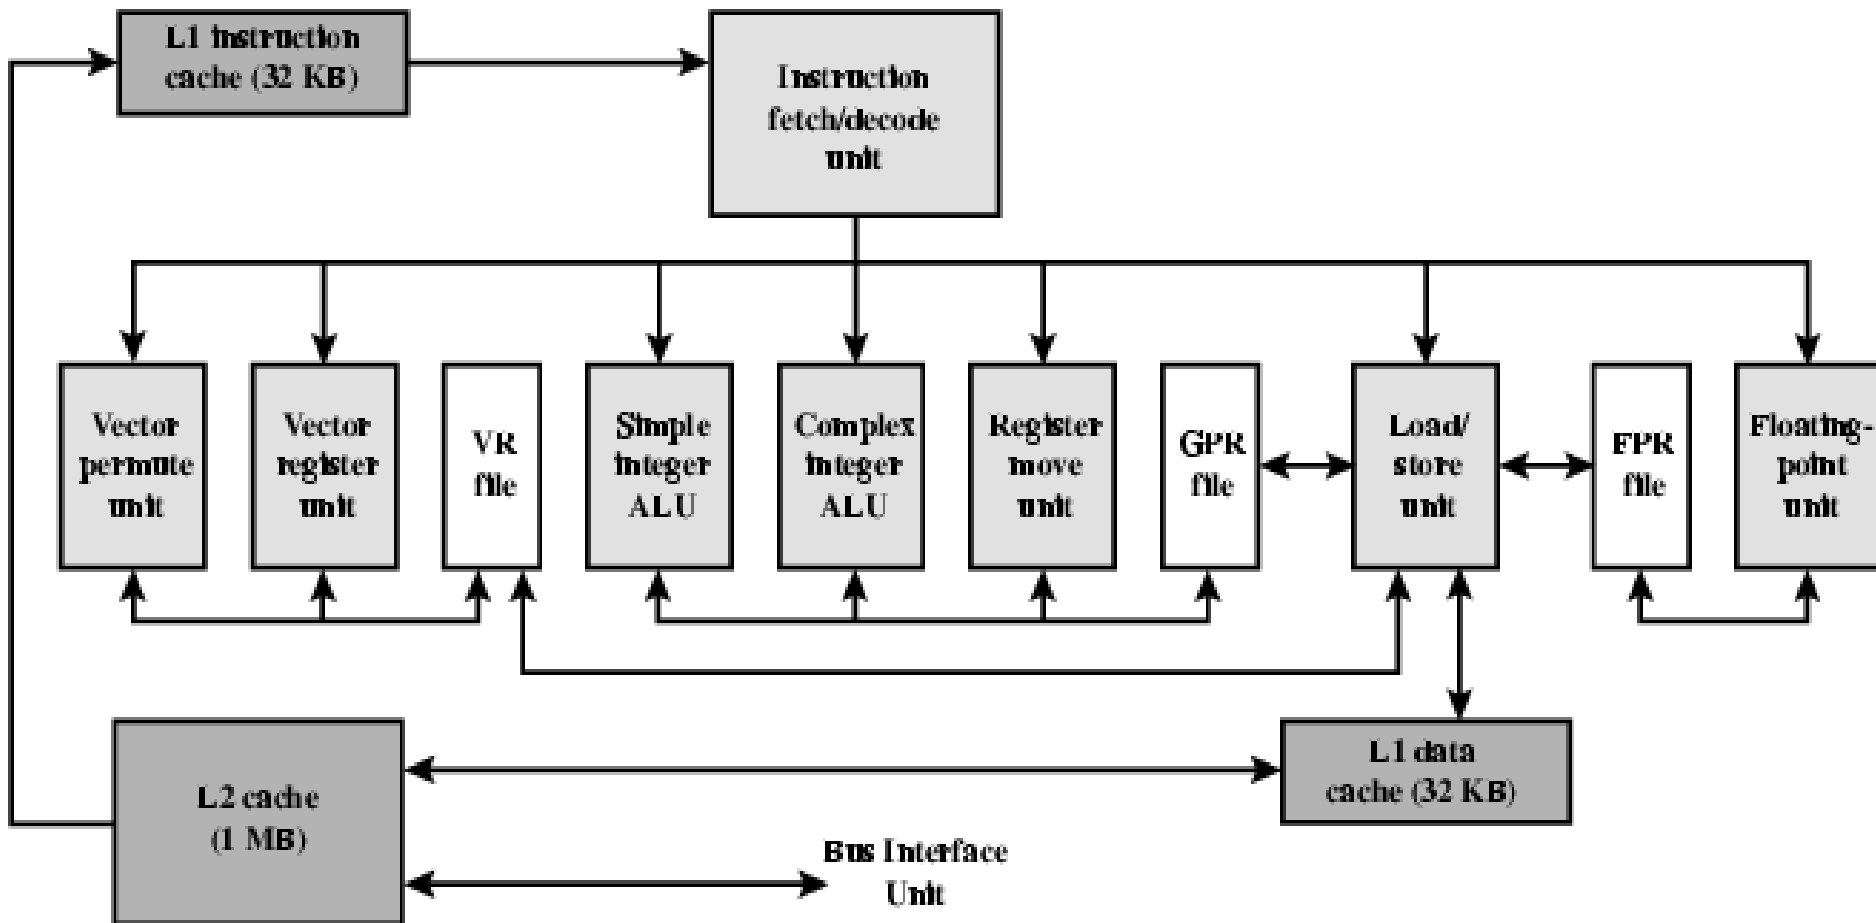 L1 instruction
cache (32 KB)
Instruction
fetch/decode
unit
Vector
permute
unit
Vector
register
unit
VR
file
Simple
integer
ALU
Complex
integer
ALU
Register
move
unit
GPR
file
Load/
store
unit
FPR
file
Floating-
point
unit
L2 cache
(1 MB)
L1 data
cache (32 KB)
Bus Interface
Unit